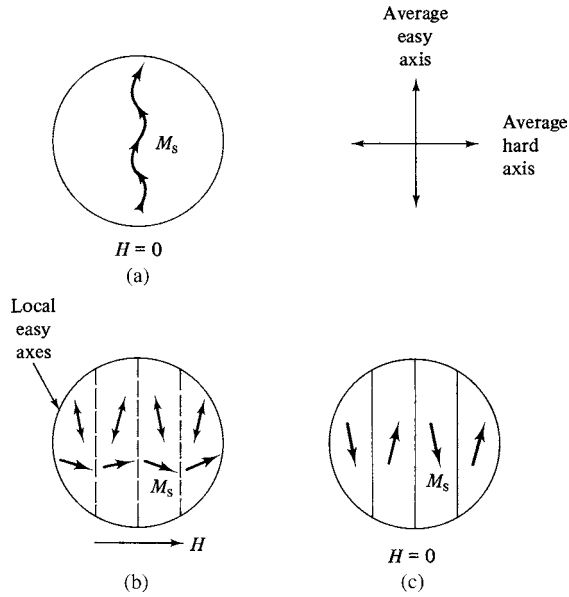 Average
easy
axis
Average
hard
axis
Mₛ
H = 0
(a)
Local
easy
axes
Mₛ
H
(b)
Mₛ
H = 0
(c)